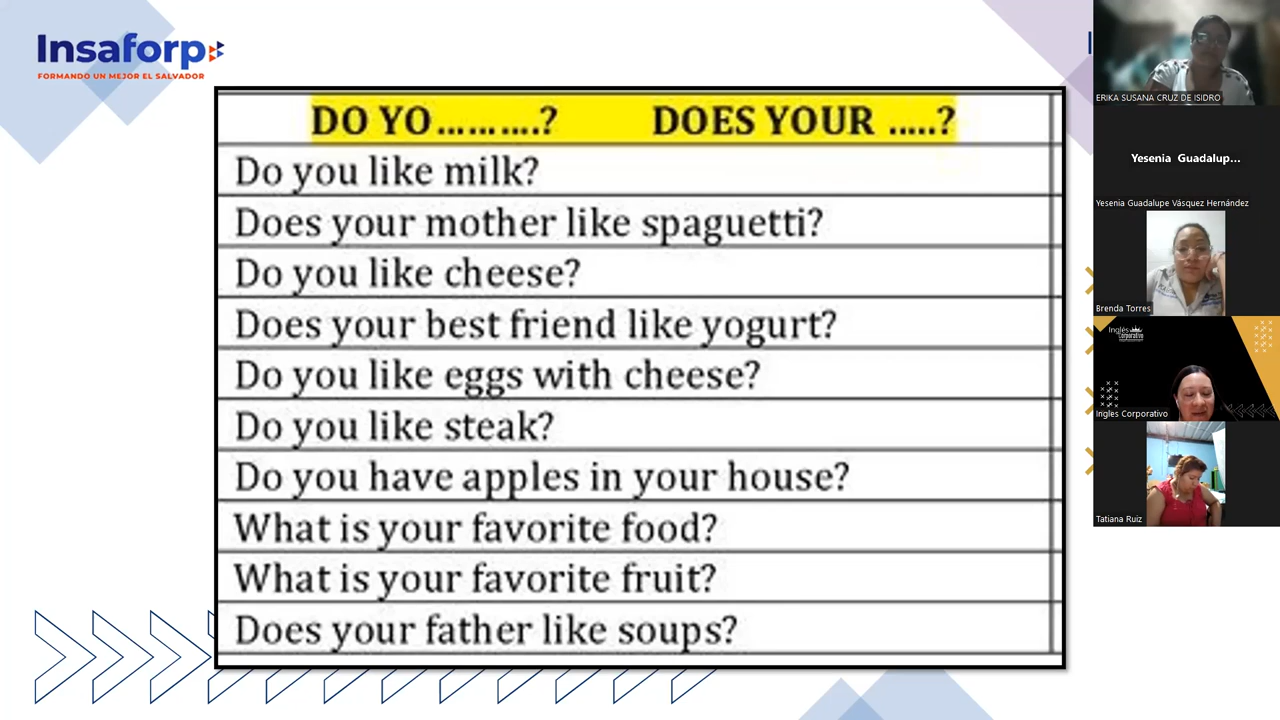 Insaforp
FORMANDO UN MEJOR EL SALVADOR
DO YO……….? DOES YOUR …..?
Do you like milk?
Does your mother like spaguetti?
Do you like cheese?
Does your best friend like yogurt?
Do you like eggs with cheese?
Do you like steak?
Do you have apples in your house?
What is your favorite food?
What is your favorite fruit?
Does your father like soups?
ERIKA SUSANA CRUZ DE ISIDRO
Yesenia Guadalup...
Yesenia Guadalupe Vásquez Hernández
Brenda Torres
Inglés
Corporativo
Ingles Corporativo
Tatiana Ruiz